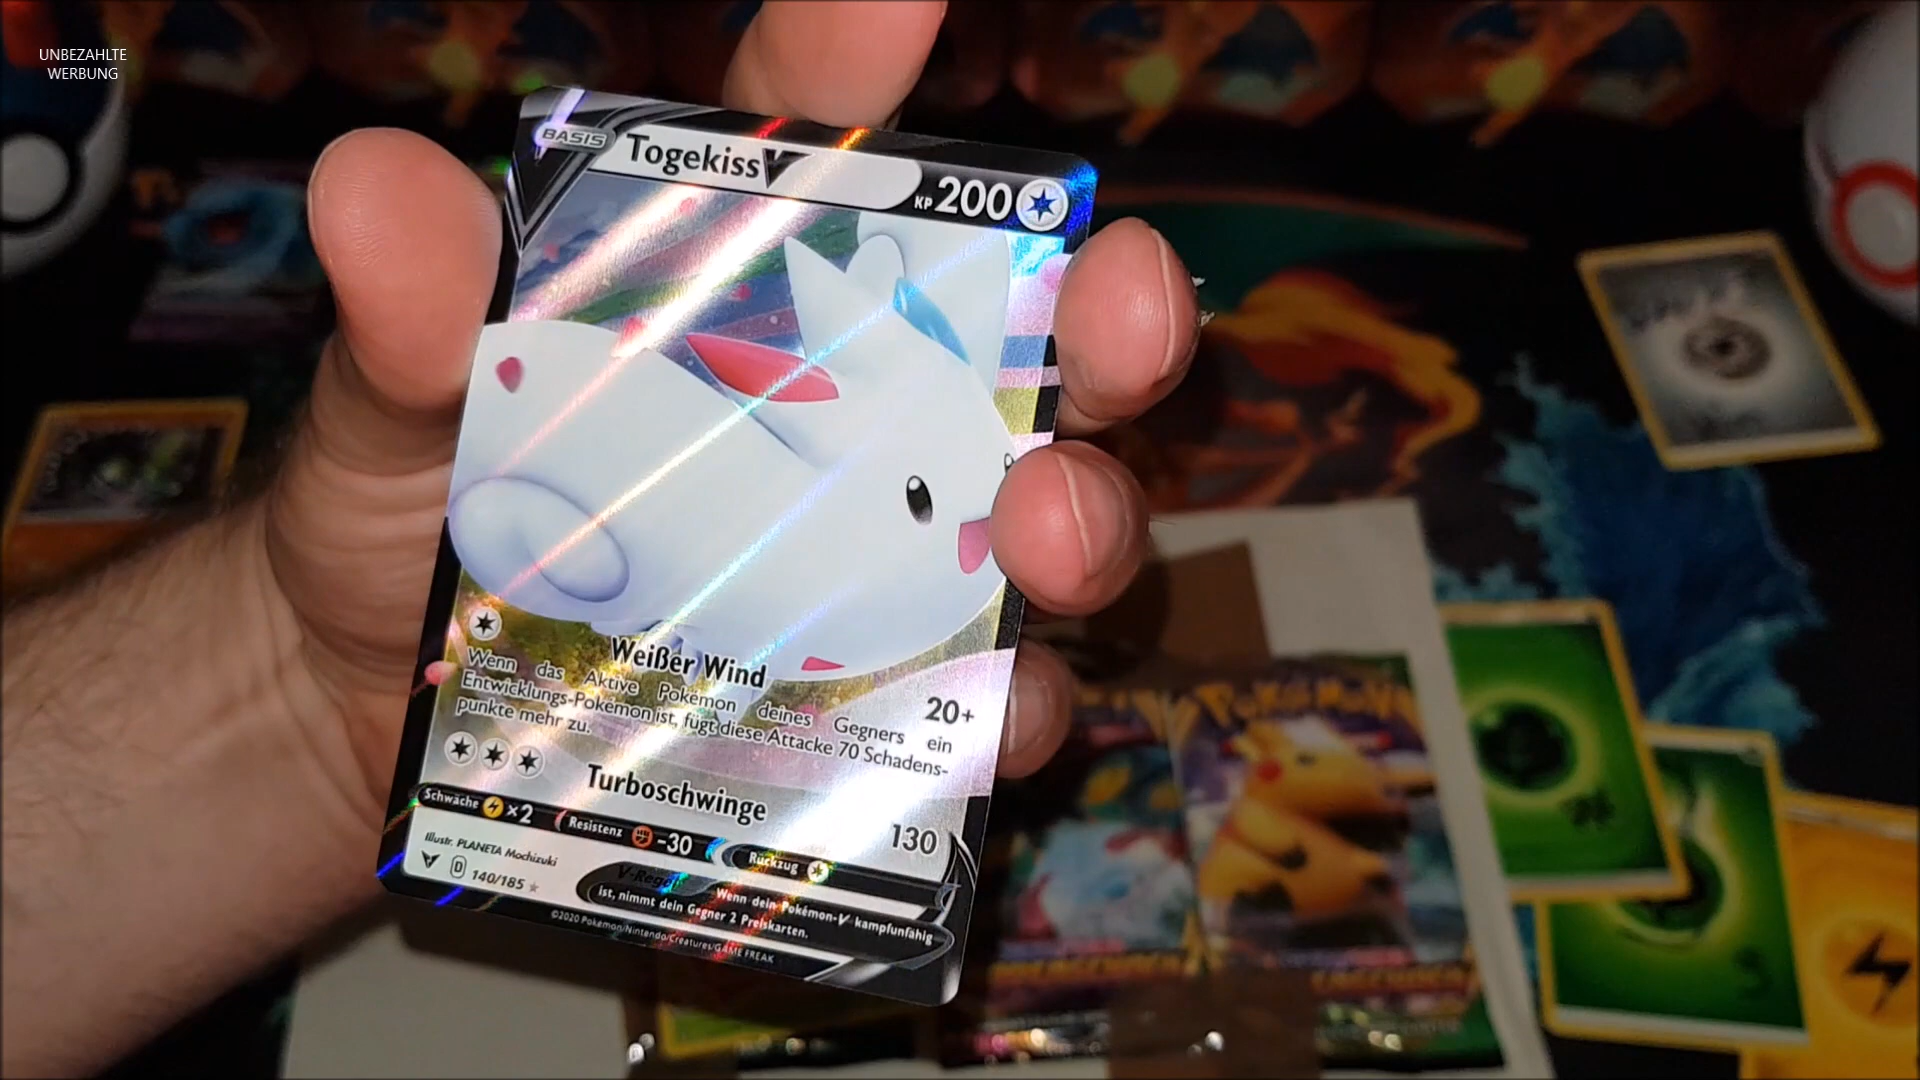 UNBEZAHLTE
WERBUNG
BASIS
Togekiss V
KP 200
Weißer Wind
20+
Wenn das Aktive Pokémon deines Gegners ein
Entwicklungs-Pokémon ist, fügt diese Attacke 70 Schadens-
punkte mehr zu.
Turboschwinge
130
Schwäche ×2
Resistenz -30
Rückzug
Illustr. PLANETA Mochizuki
D 140/185
V-Regel
Wenn dein Pokémon-V kampfunfähig
ist, nimmt dein Gegner 2 Preiskarten.
©2020 Pokémon/Nintendo/Creatures/GAME FREAK
POKéMON